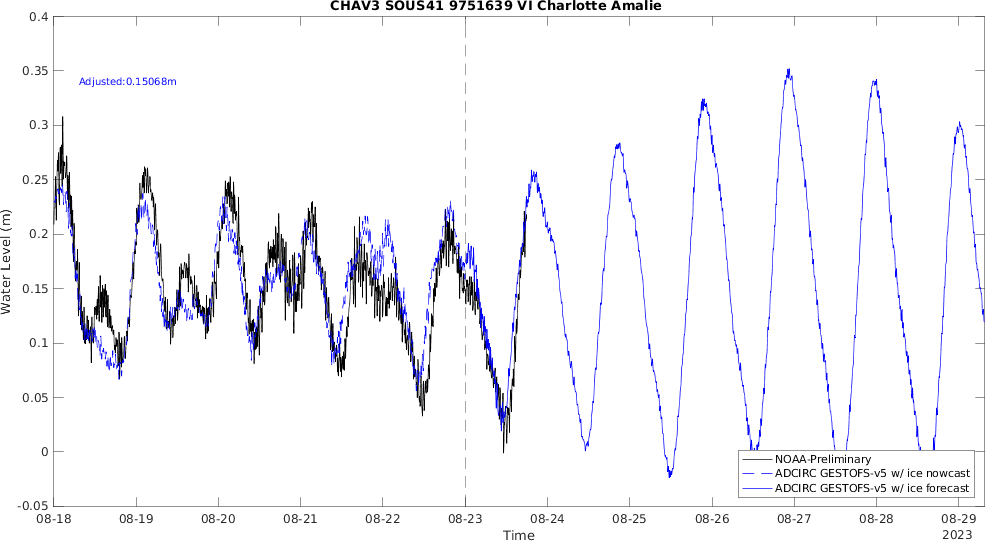 CHAV3 SOUS41 9751639 VI Charlotte Amalie
0.4
0.35
Adjusted:0.15068m
0.3
0.25
0.2
Water Level (m)
0.15
0.1
0.05
0
-0.05
NOAA-Preliminary
ADCIRC GESTOFS-v5 w/ ice nowcast
ADCIRC GESTOFS-v5 w/ ice forecast
08-18 08-19 08-20 08-21 08-22 08-23 08-24 08-25 08-26 08-27 08-28 08-29
Time
2023